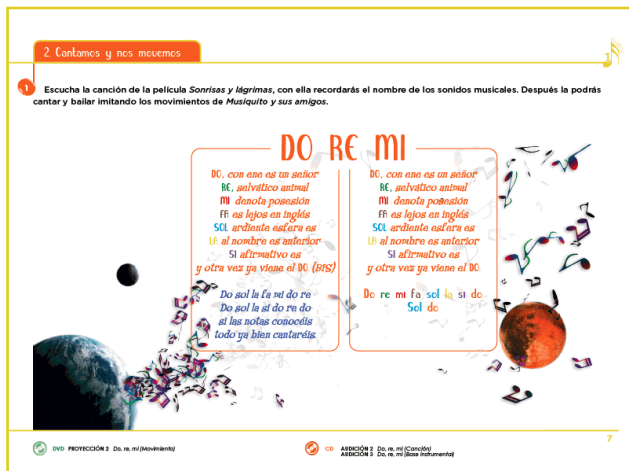 2. Cantamos y nos movemos
1
Escucha la canción de la película Sonrisas y lágrimas, con ella recordarás el nombre de los sonidos musicales. Después la podrás
cantar y bailar imitando los movimientos de Musiquito y sus amigos.
DO RE MI
DO, con ene es un señor
RE, selvático animal
MI denota posesión
FA es lejos en inglés
SOL ardiente esfera es
LA al nombre es anterior
SI afirmativo es
y otra vez ya viene el DO (BIS)
Do sol la fa mi do re
Do sol la si do re do
si las notas conocéis
todo ya bien cantaréis.
DO, con ene es un señor
RE, selvático animal
MI denota posesión
FA es lejos en inglés
SOL ardiente esfera es
LA al nombre es anterior
SI afirmativo es
y otra vez ya viene el DO
Do re mi fa sol la si do
Sol do
7
DVD PROYECCIÓN 2 Do, re, mi (Movimiento)
CD AUDICIÓN 2 Do, re, mi (Canción)
AUDICIÓN 3 Do, re, mi (Base instrumental)